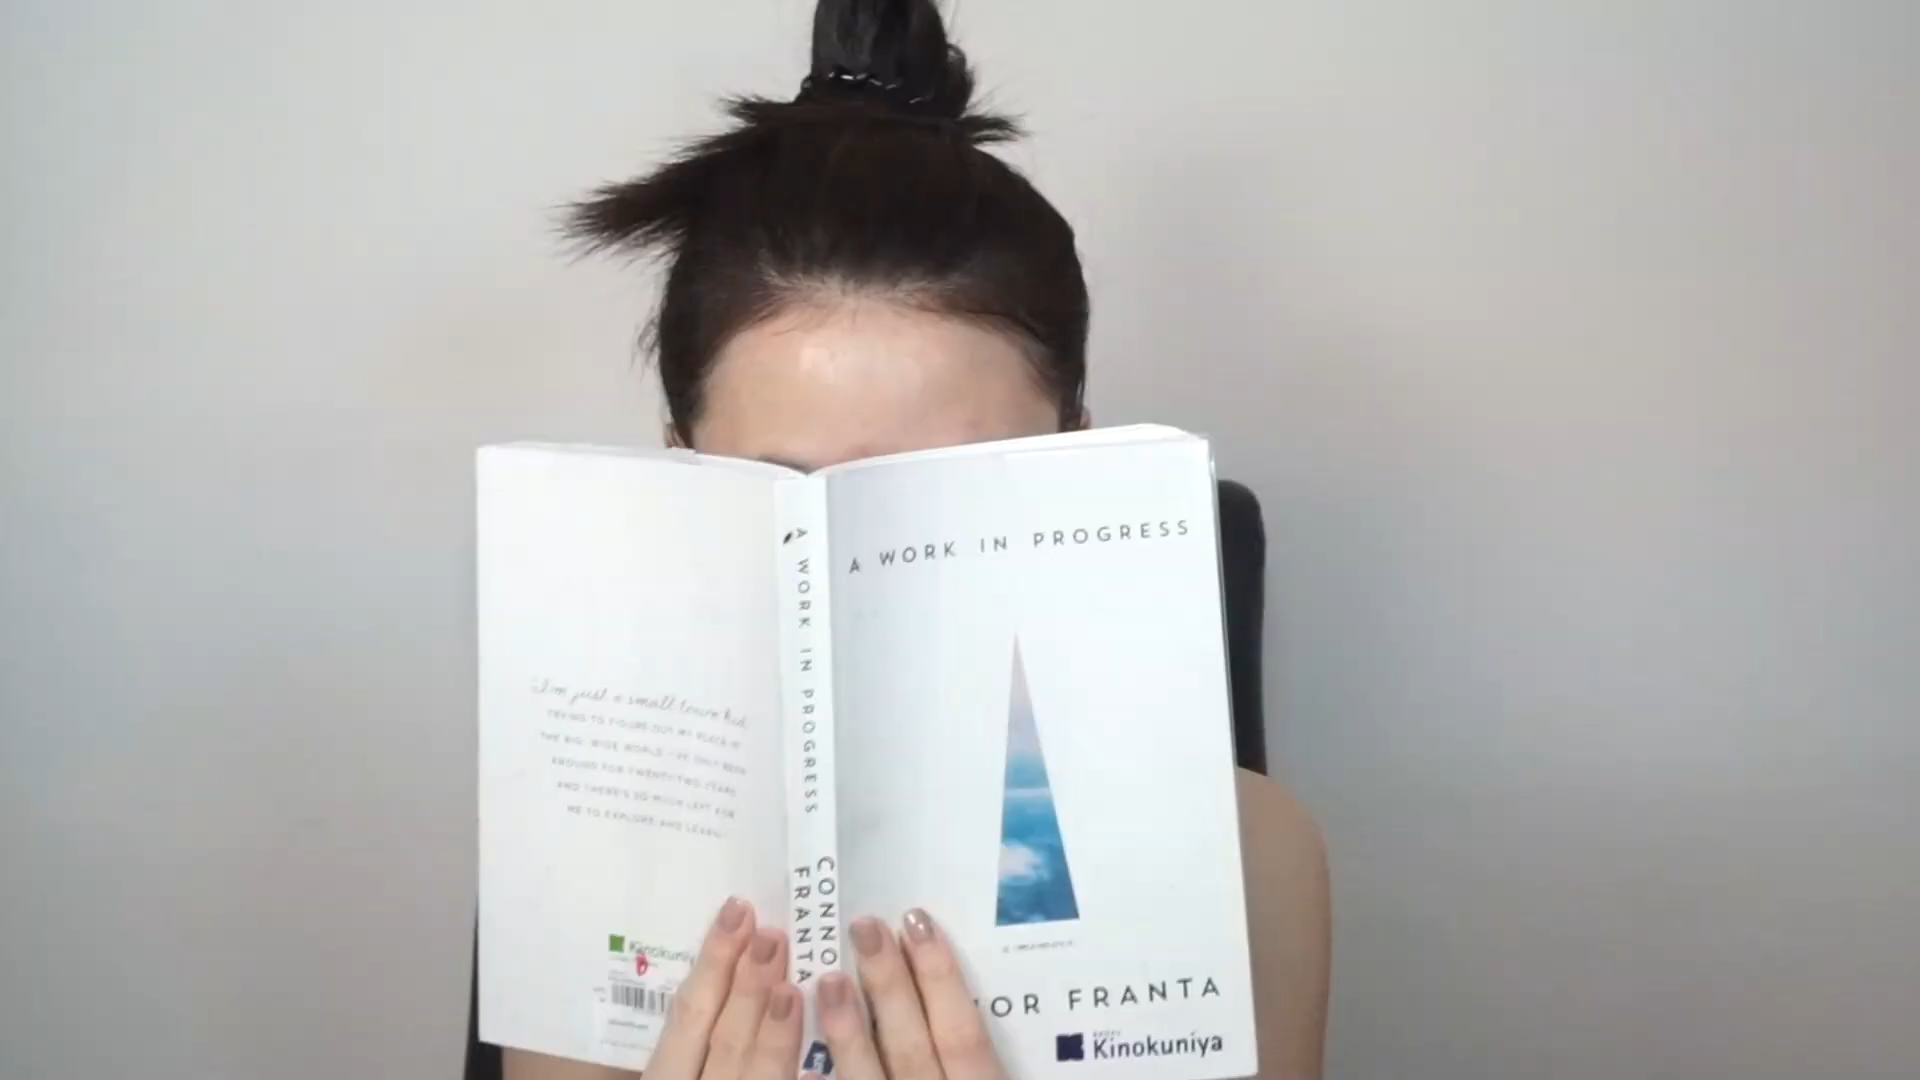 "I'm just a small town kid
TRYING TO FIGURE OUT MY PLACE IN
THE BIG, WIDE WORLD - I'VE ONLY BEEN
AROUND FOR TWENTY-TWO YEARS
AND THERE'S SO MUCH LEFT FOR
ME TO EXPLORE AND LEARN."
Kinokuniy
A WORK IN PROGRESS
CONNO
FRANTA
A WORK IN PROGRESS
OR FRANTA
BOOKS
Kinokuniya